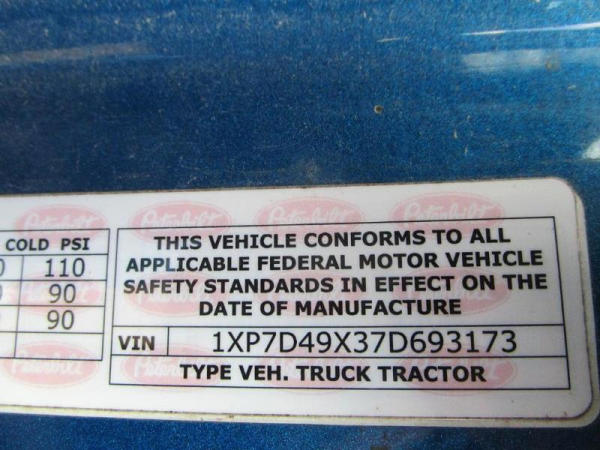 COLD PSI
110
90
90
THIS VEHICLE CONFORMS TO ALL
APPLICABLE FEDERAL MOTOR VEHICLE
SAFETY STANDARDS IN EFFECT ON THE
DATE OF MANUFACTURE
VIN 1XP7D49X37D693173
TYPE VEH. TRUCK TRACTOR